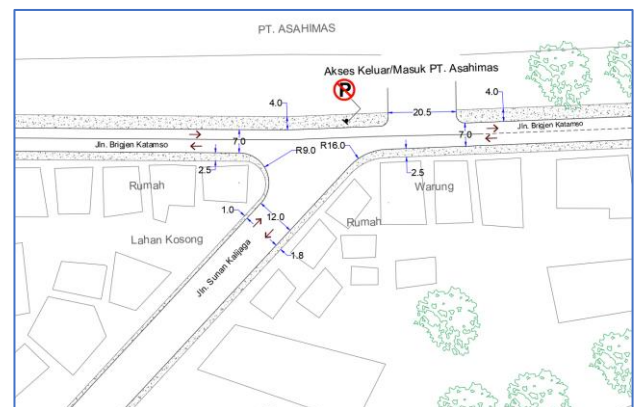 PT. ASAHIMAS
Akses Keluar/Masuk PT. Asahimas
P
4.0
20.5
4.0
Jln. Brigjen Katamso
7.0
7.0
Jln. Brigjen Katamso
R9.0
R16.0
2.5
2.5
Rumah
Warung
1.0
12.0
Rumah
Lahan Kosong
1.8
Jln. Sunan Kalijaga